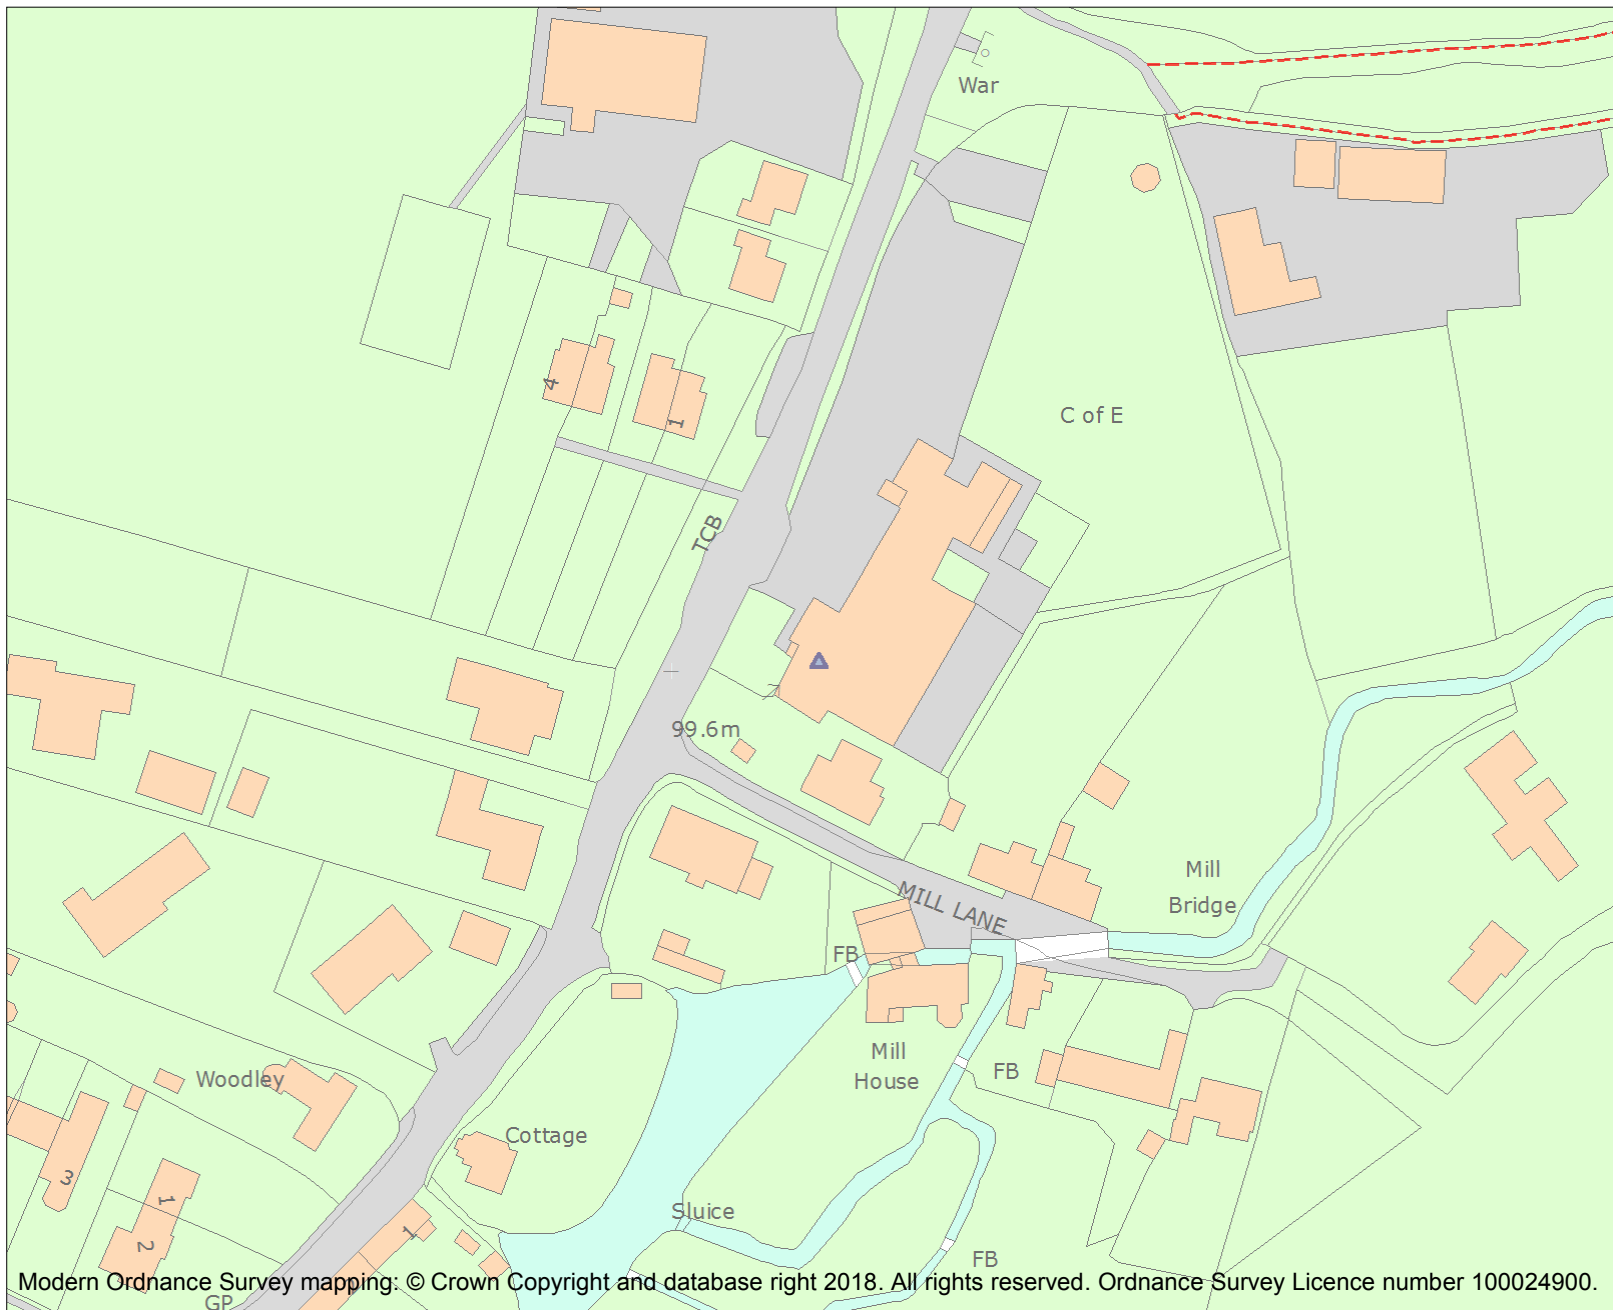 War
4
1
C of E
TCB
99.6m
Mill
Bridge
MILL LANE
FB
Mill
House
FB
Woodley
Cottage
3
1
2
1
Sluice
FB
GP
Modern Ordnance Survey mapping: © Crown Copyright and database right 2018. All rights reserved. Ordnance Survey Licence number 100024900.